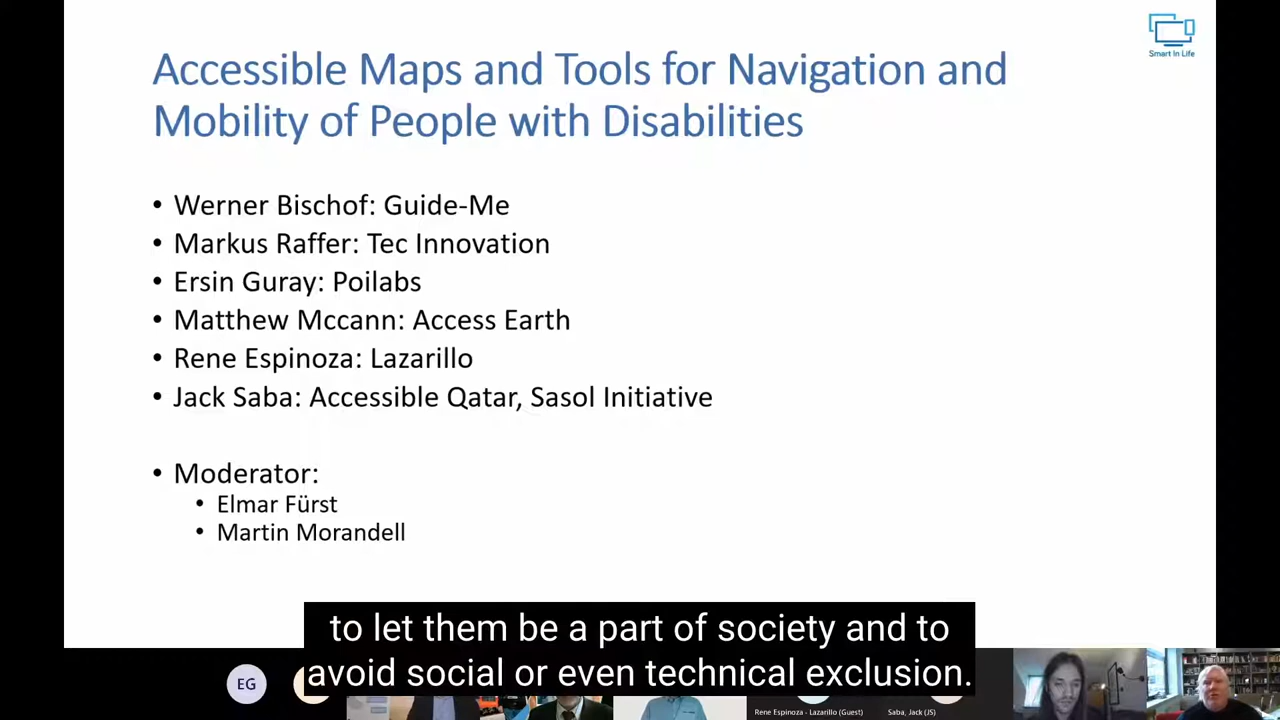 Smart In Life
Accessible Maps and Tools for Navigation and
Mobility of People with Disabilities
• Werner Bischof: Guide-Me
• Markus Raffer: Tec Innovation
• Ersin Guray: Poilabs
• Matthew Mccann: Access Earth
• Rene Espinoza: Lazarillo
• Jack Saba: Accessible Qatar, Sasol Initiative
• Moderator:
• Elmar Fürst
• Martin Morandell
to let them be a part of society and to
avoid social or even technical exclusion.
EG
Rene Espinoza - Lazarillo (Guest)
Saba, Jack (JS)